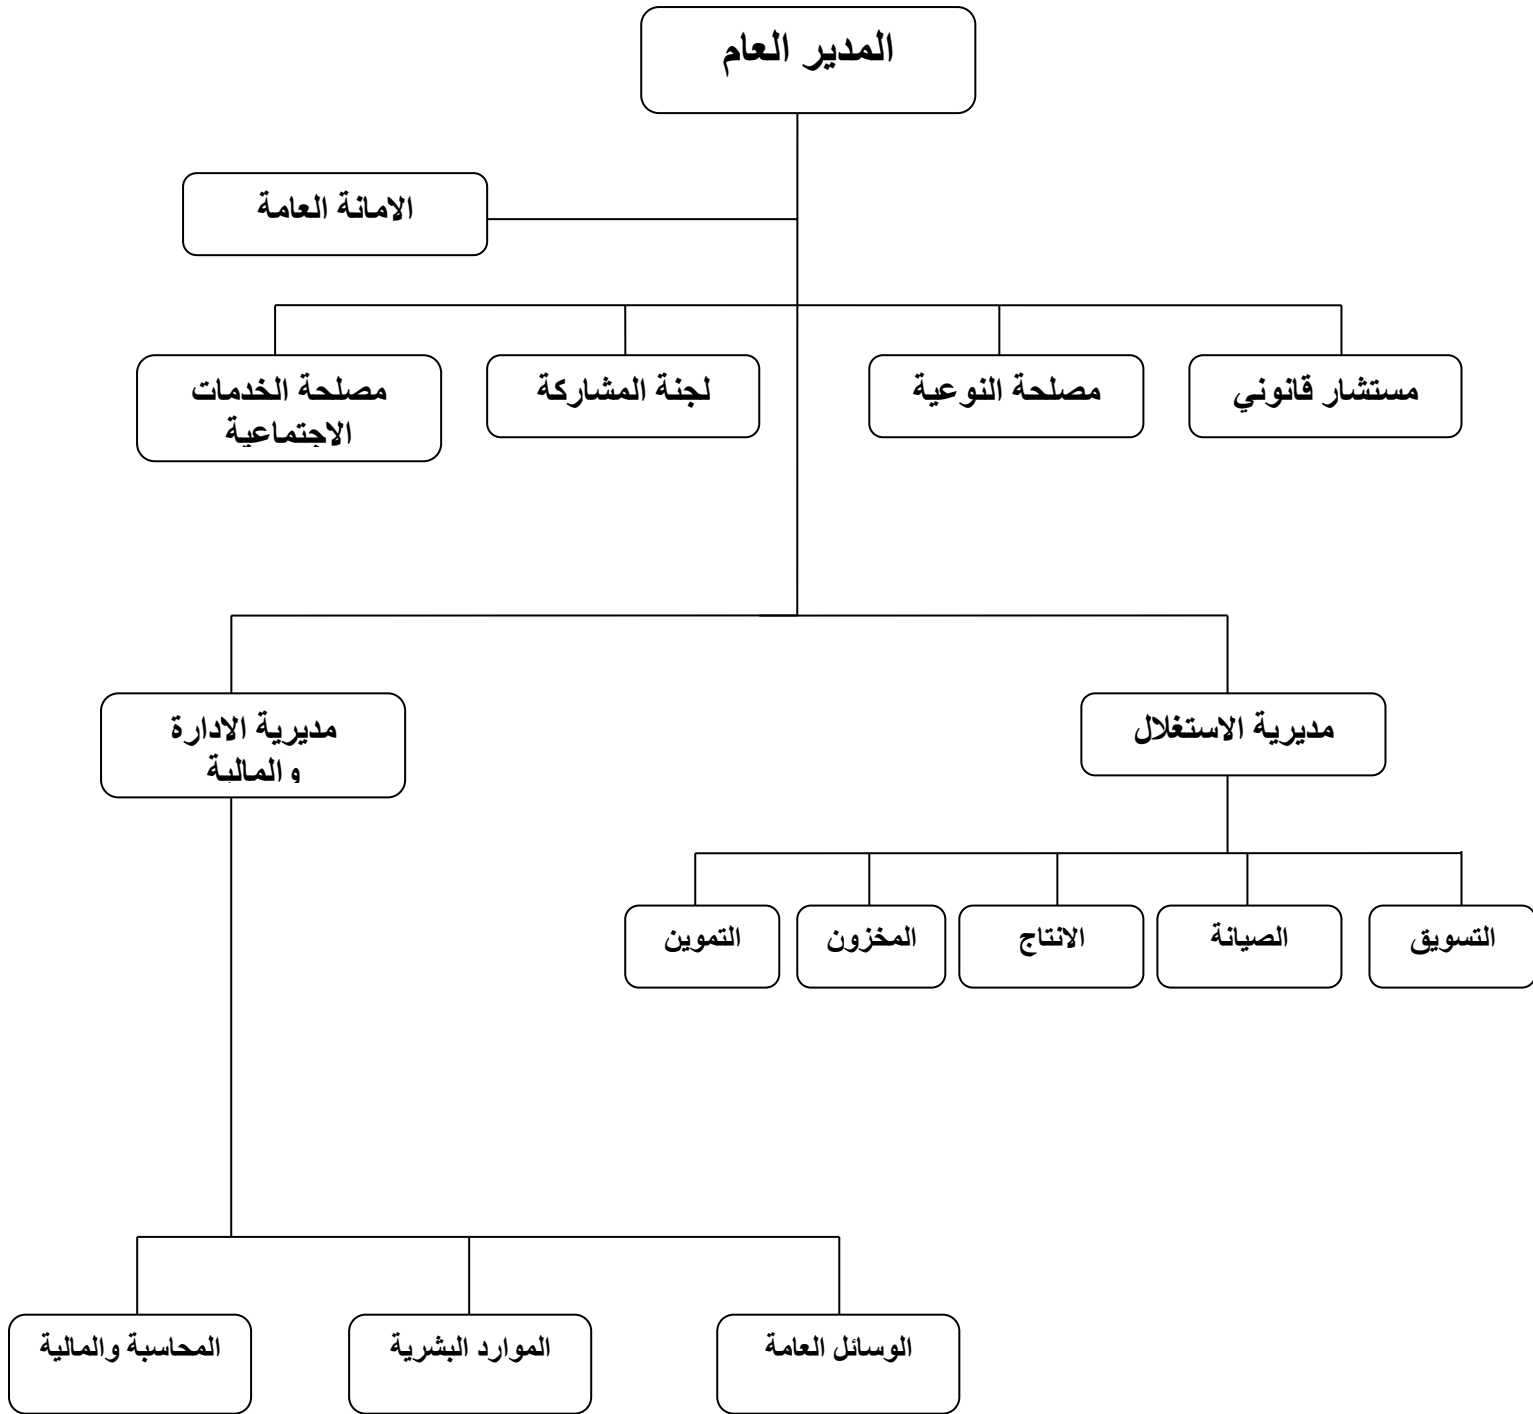 المدير العام
الامانة العامة
مستشار قانوني
مصلحة النوعية
لجنة المشاركة
مصلحة الخدمات
الاجتماعية
مديرية الاستغلال
مديرية الادارة
والمالية
التسويق
الصيانة
الانتاج
المخزون
التموين
الوسائل العامة
الموارد البشرية
المحاسبة والمالية